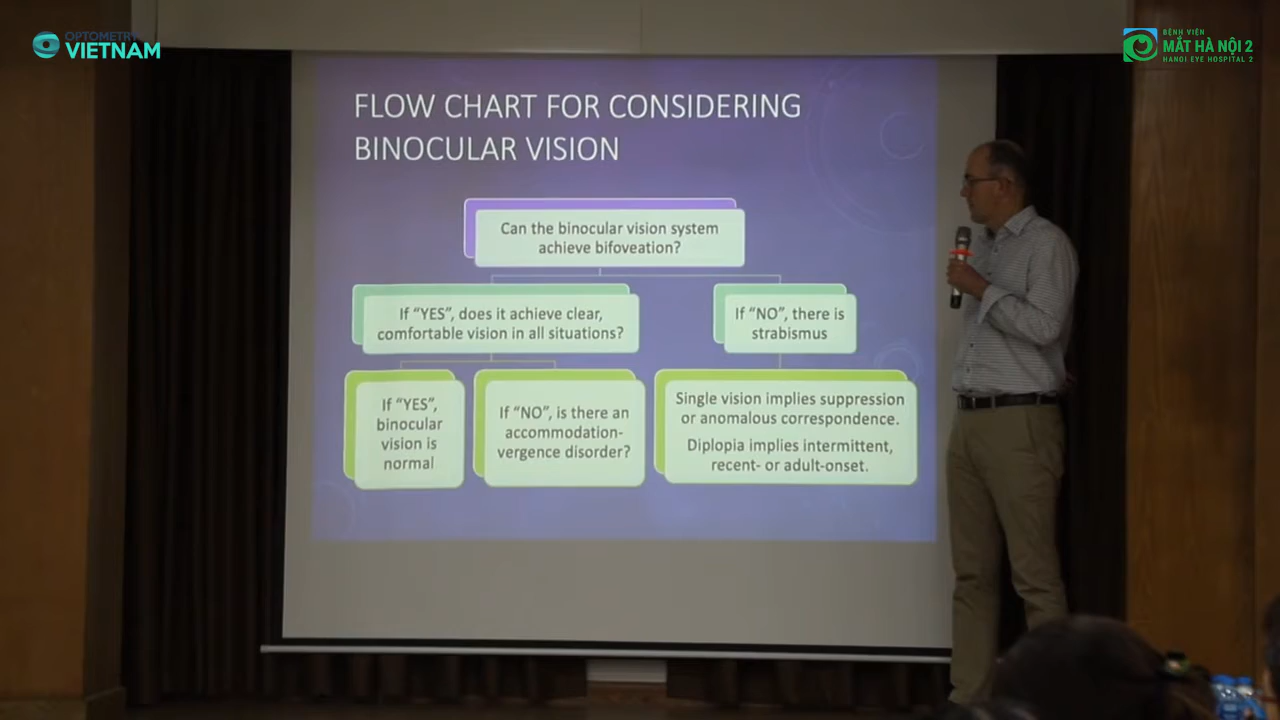 OPTOMETRY
VIETNAM
BỆNH VIỆN
MẮT HÀ NỘI 2
HANOI EYE HOSPITAL 2
FLOW CHART FOR CONSIDERING
BINOCULAR VISION
Can the binocular vision system
achieve bifoveation?
If “YES”, does it achieve clear,
comfortable vision in all situations?
If “NO”, there is
strabismus
If “YES”,
binocular
vision is
normal
If “NO”, is there an
accommodation-
vergence disorder?
Single vision implies suppression
or anomalous correspondence.
Diplopia implies intermittent,
recent- or adult-onset.